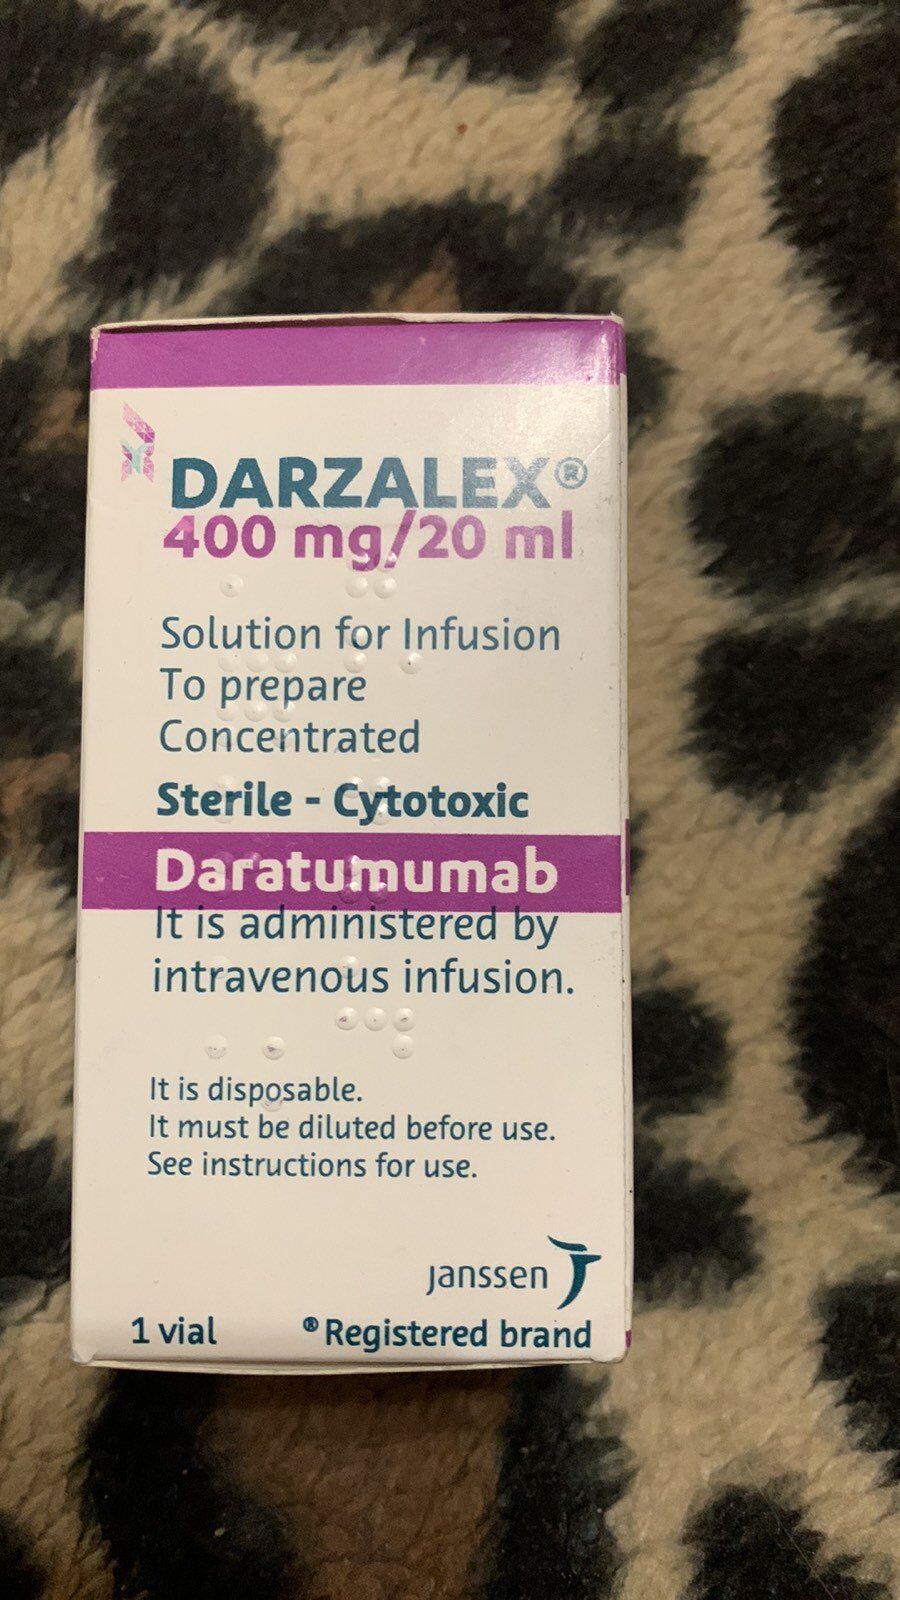 DARZALEX®
400 mg/20 ml
Solution for Infusion
To prepare
Concentrated
Sterile - Cytotoxic
Daratumumab
It is administered by
intravenous infusion.
It is disposable.
It must be diluted before use.
See instructions for use.
Janssen
1 vial
®Registered brand